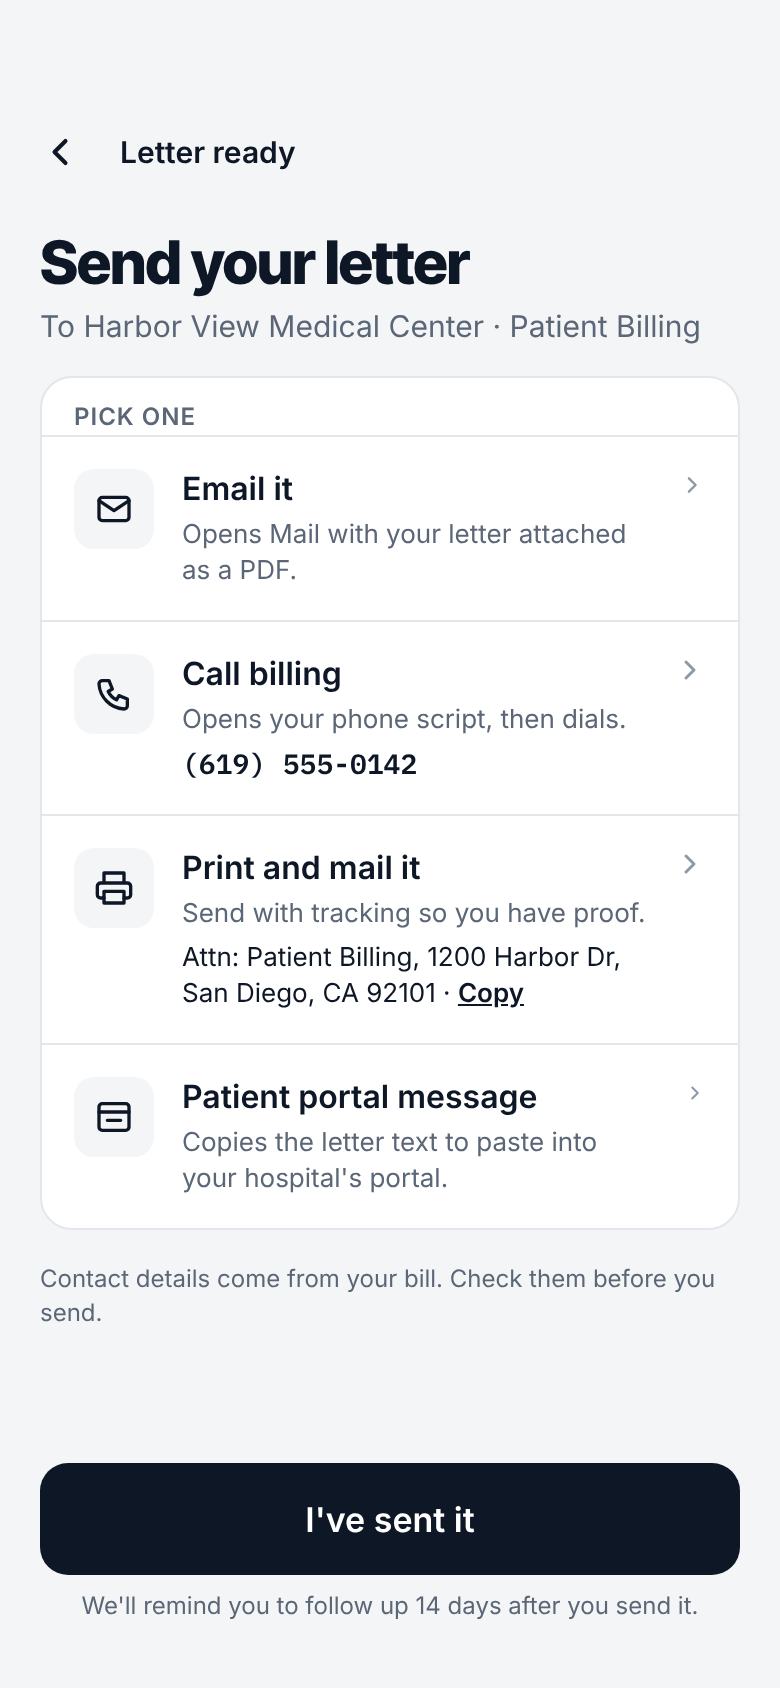 Letter ready
Send your letter
To Harbor View Medical Center · Patient Billing
PICK ONE
Email it
Opens Mail with your letter attached
as a PDF.
Call billing
Opens your phone script, then dials.
(619) 555-0142
Print and mail it
Send with tracking so you have proof.
Attn: Patient Billing, 1200 Harbor Dr,
San Diego, CA 92101 · Copy
Patient portal message
Copies the letter text to paste into
your hospital's portal.
Contact details come from your bill. Check them before you
send.
I've sent it
We'll remind you to follow up 14 days after you send it.